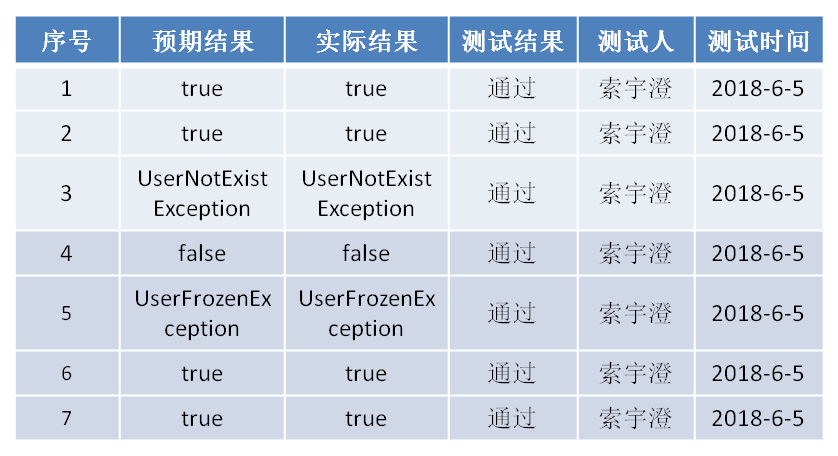 序号 预期结果 实际结果 测试结果 测试人 测试时间
1 true true 通过 索宇澄 2018-6-5
2 true true 通过 索宇澄 2018-6-5
3 UserNotExist UserNotExist 通过 索宇澄 2018-6-5
Exception Exception
4 false false 通过 索宇澄 2018-6-5
5 UserFrozenEx UserFrozenEx 通过 索宇澄 2018-6-5
ception ception
6 true true 通过 索宇澄 2018-6-5
7 true true 通过 索宇澄 2018-6-5